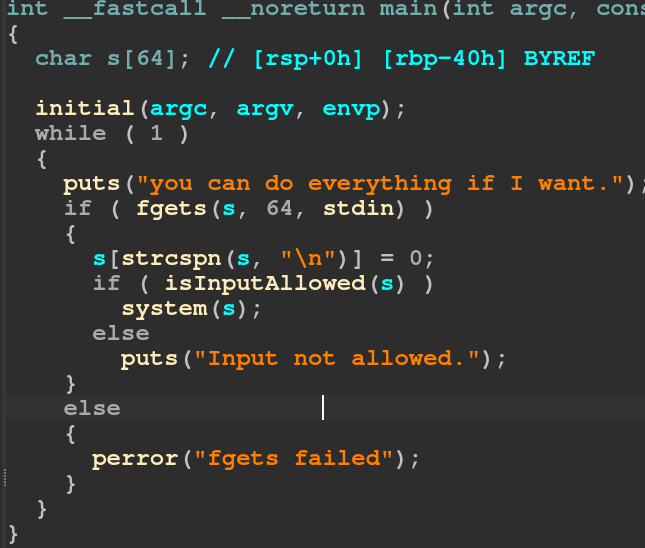 int __fastcall __noreturn main(int argc, cons
{
  char s[64]; // [rsp+0h] [rbp-40h] BYREF

  initial(argc, argv, envp);
  while ( 1 )
  {
    puts("you can do everything if I want.");
    if ( fgets(s, 64, stdin) )
    {
      s[strcspn(s, "\n")] = 0;
      if ( isInputAllowed(s) )
        system(s);
      else
        puts("Input not allowed.");
    }
    else
    {
      perror("fgets failed");
    }
  }
}